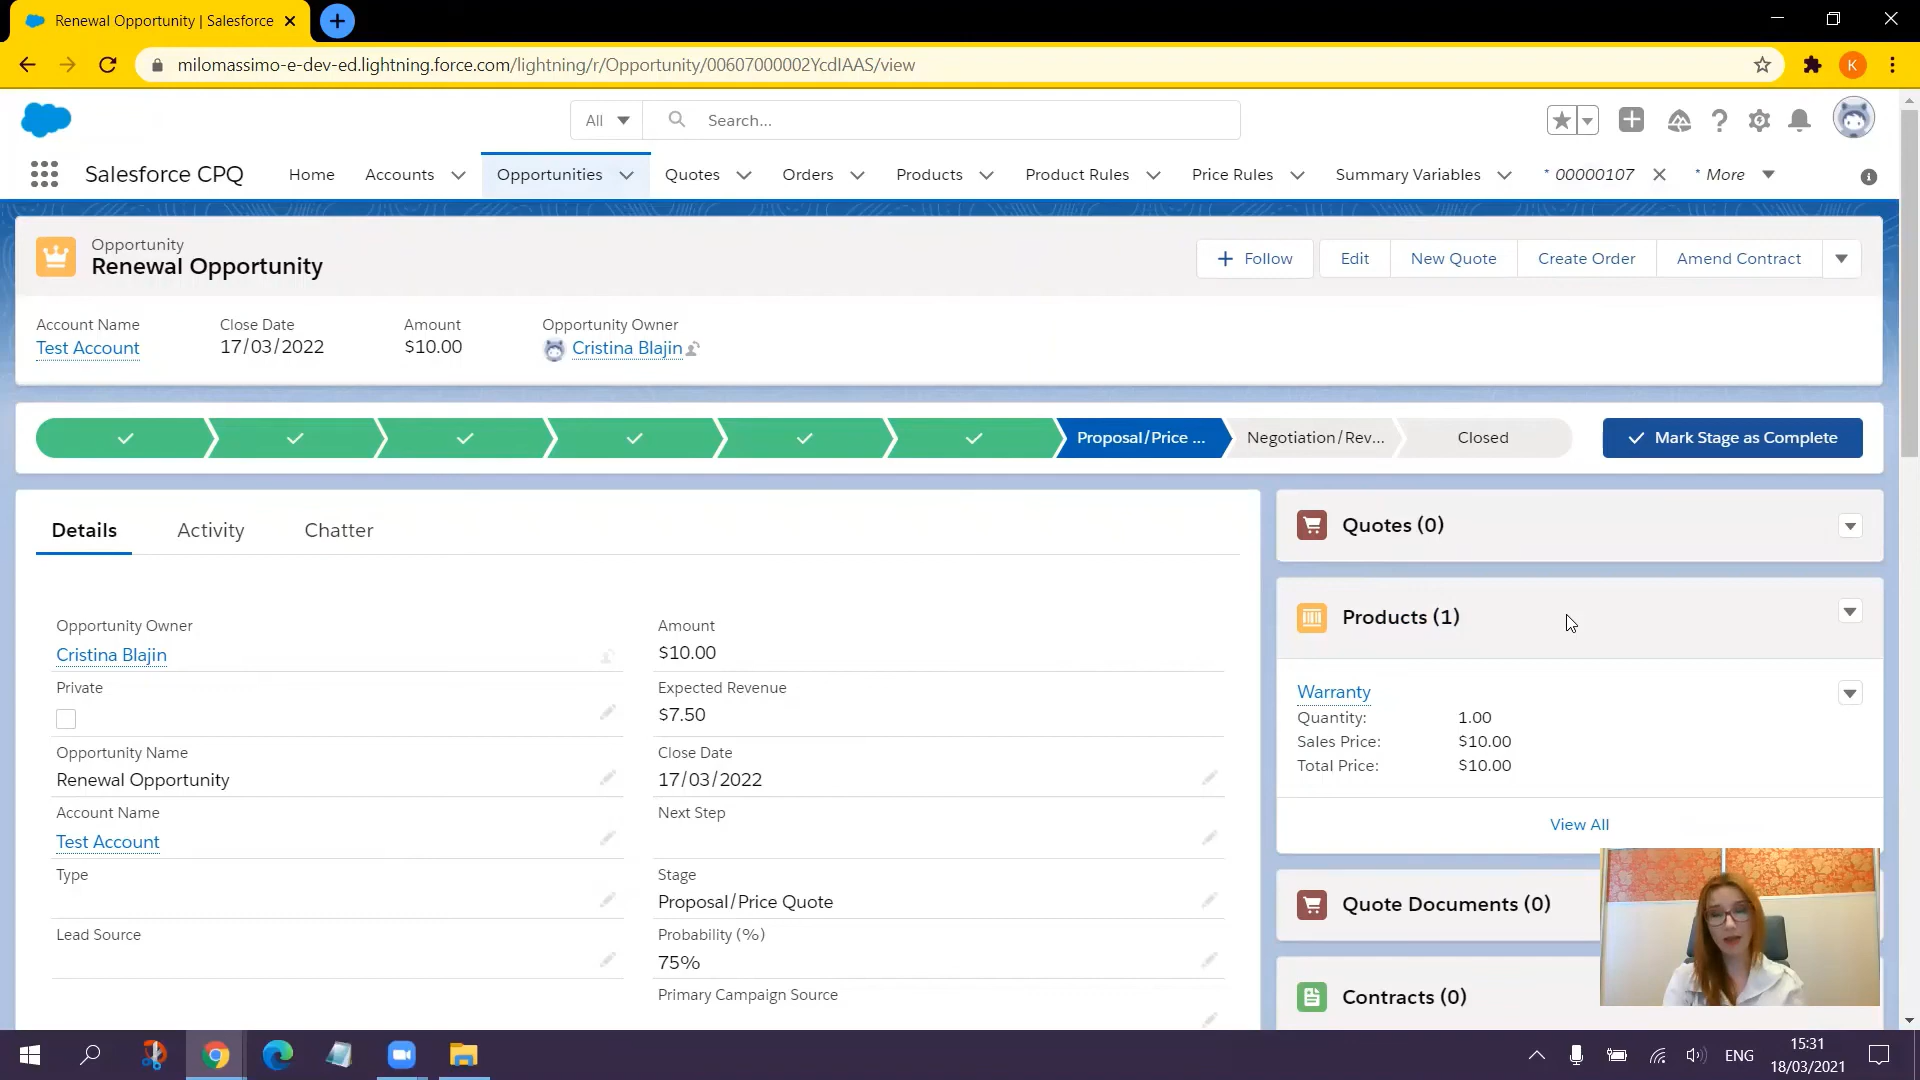 Renewal Opportunity | Salesforce
milomassimo-e-dev-ed.lightning.force.com/lightning/r/Opportunity/00607000002YcdIAAS/view
K
All
Search...
Salesforce CPQ
Home
Accounts
Opportunities
Quotes
Orders
Products
Product Rules
Price Rules
Summary Variables
* 00000107
* More
Opportunity
Renewal Opportunity
Follow
Edit
New Quote
Create Order
Amend Contract
Account Name
Test Account
Close Date
17/03/2022
Amount
$10.00
Opportunity Owner
Cristina Blajin
Proposal/Price ...
Negotiation/Rev...
Closed
Mark Stage as Complete
Details
Activity
Chatter
Opportunity Owner
Cristina Blajin
Private
Opportunity Name
Renewal Opportunity
Account Name
Test Account
Type
Lead Source
Amount
$10.00
Expected Revenue
$7.50
Close Date
17/03/2022
Next Step
Stage
Proposal/Price Quote
Probability (%)
75%
Primary Campaign Source
Quotes (0)
Products (1)
Warranty
Quantity: 1.00
Sales Price: $10.00
Total Price: $10.00
View All
Quote Documents (0)
Contracts (0)
ENG
15:31
18/03/2021